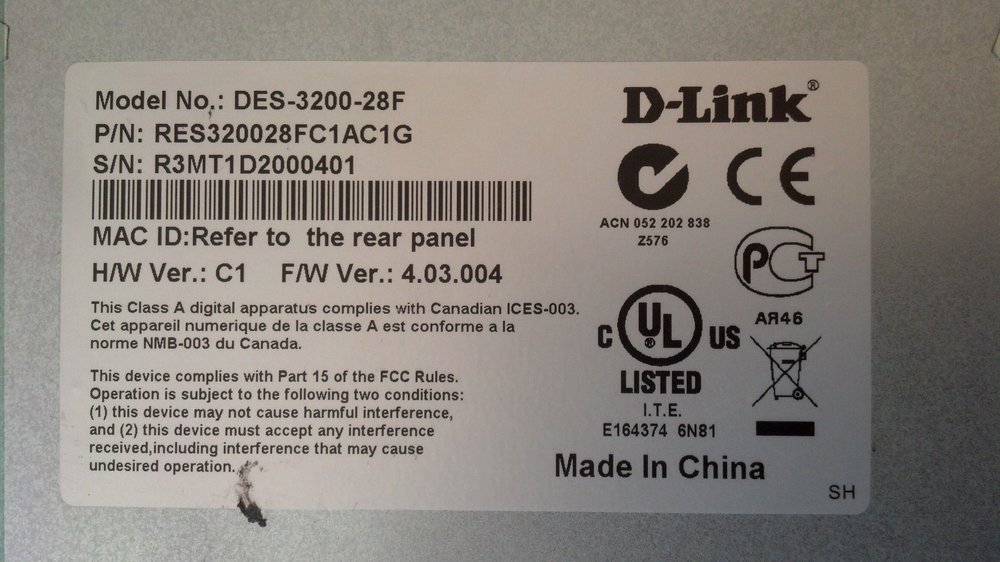 Model No.: DES-3200-28F
P/N: RES320028FC1AC1G
S/N: R3MT1D2000401
MAC ID:Refer to the rear panel
H/W Ver.: C1 F/W Ver.: 4.03.004
This Class A digital apparatus complies with Canadian ICES-003.
Cet appareil numerique de la classe A est conforme a la
norme NMB-003 du Canada.
This device complies with Part 15 of the FCC Rules.
Operation is subject to the following two conditions:
(1) this device may not cause harmful interference,
and (2) this device must accept any interference
received,including interference that may cause
undesired operation.
D-Link®
CE
ACN 052 202 838
Z576
РСТ
АЯ46
C UL® US
LISTED
I.T.E.
E164374 6N81
Made In China
SH